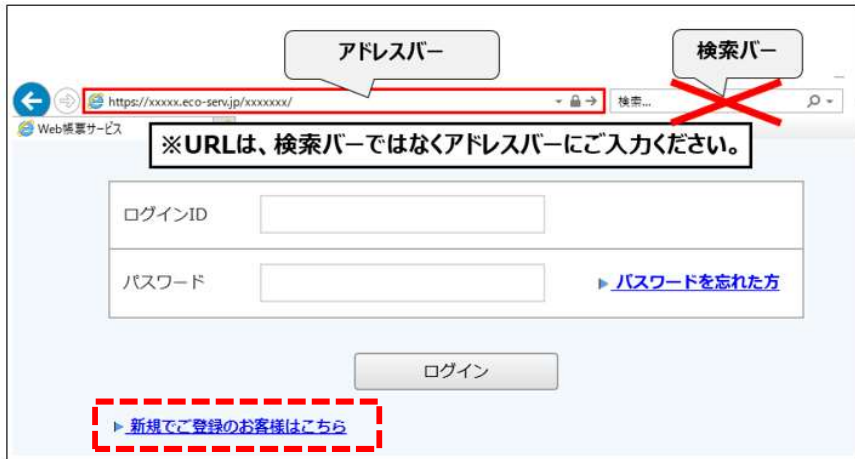 アドレスバー
検索バー
https://xxxxx.eco-serv.jp/xxxxxxx/
検索...
Web帳票サービス
※URLは、検索バーではなくアドレスバーにご入力ください。
ログインID
パスワード
パスワードを忘れた方
ログイン
新規でご登録のお客様はこちら